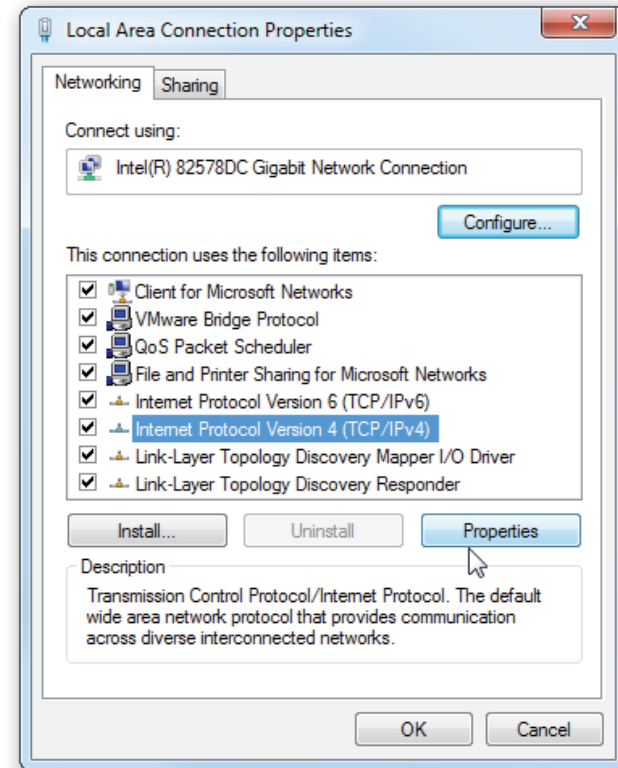 Local Area Connection Properties
Networking
Sharing
Connect using:
Intel(R) 82578DC Gigabit Network Connection
Configure...
This connection uses the following items:
Client for Microsoft Networks
VMware Bridge Protocol
QoS Packet Scheduler
File and Printer Sharing for Microsoft Networks
Internet Protocol Version 6 (TCP/IPv6)
Internet Protocol Version 4 (TCP/IPv4)
Link-Layer Topology Discovery Mapper I/O Driver
Link-Layer Topology Discovery Responder
Install...
Uninstall
Properties
Description
Transmission Control Protocol/Internet Protocol. The default
wide area network protocol that provides communication
across diverse interconnected networks.
OK
Cancel